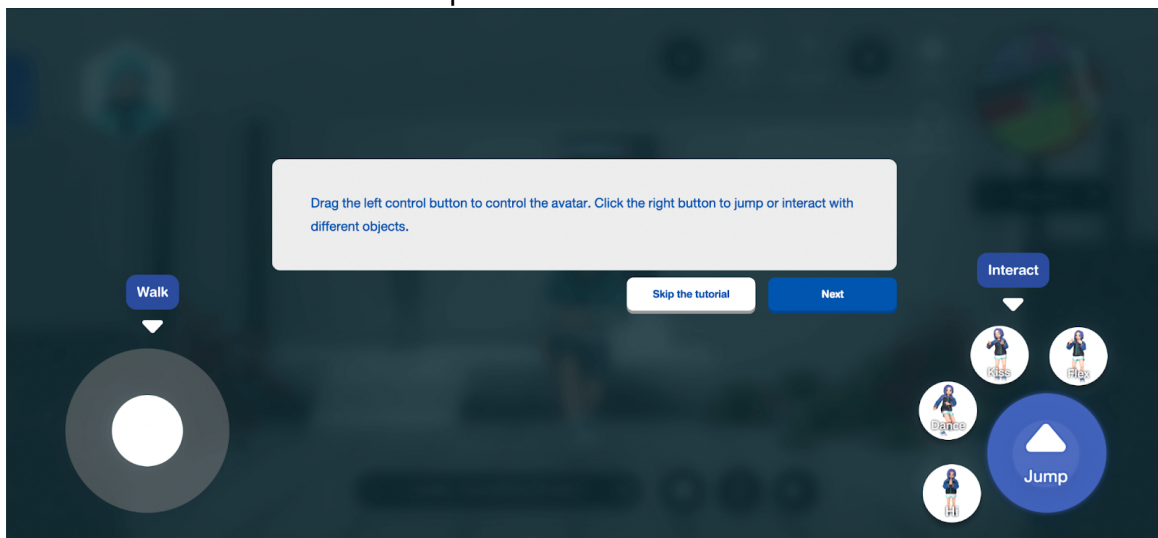 Drag the left control button to control the avatar. Click the right button to jump or interact with
different objects.
Skip the tutorial
Next
Walk
Interact
Kiss
Flex
Dance
Jump
Hi